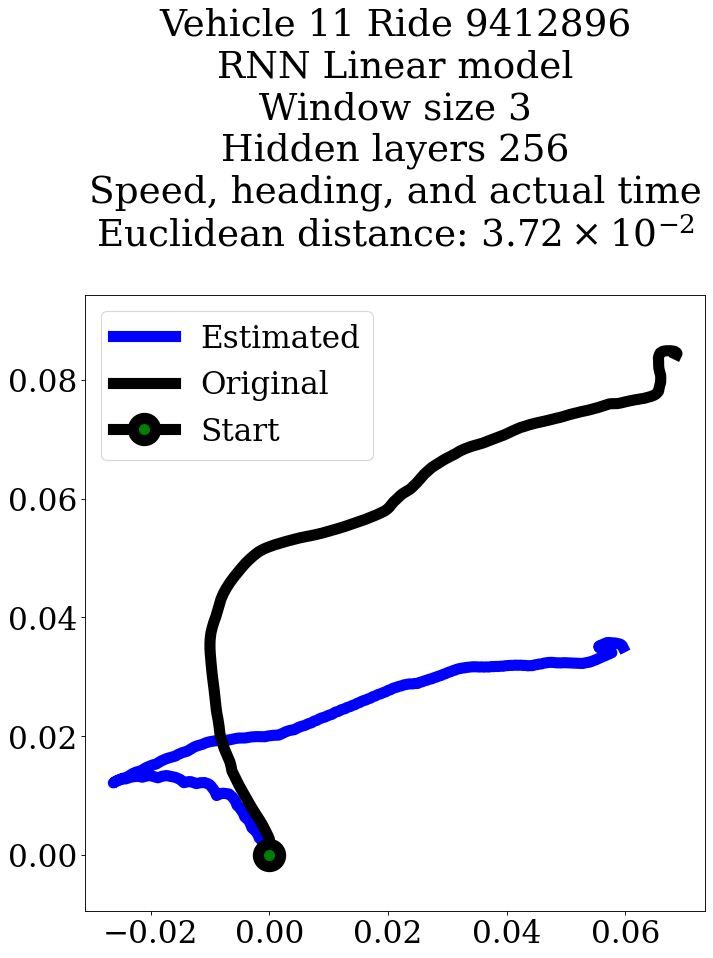 Vehicle 11 Ride 9412896
RNN Linear model
Window size 3
Hidden layers 256
Speed, heading, and actual time
Euclidean distance: 3.72 × 10⁻²
Estimated
Original
Start
0.08
0.06
0.04
0.02
0.00
−0.02 0.00 0.02 0.04 0.06